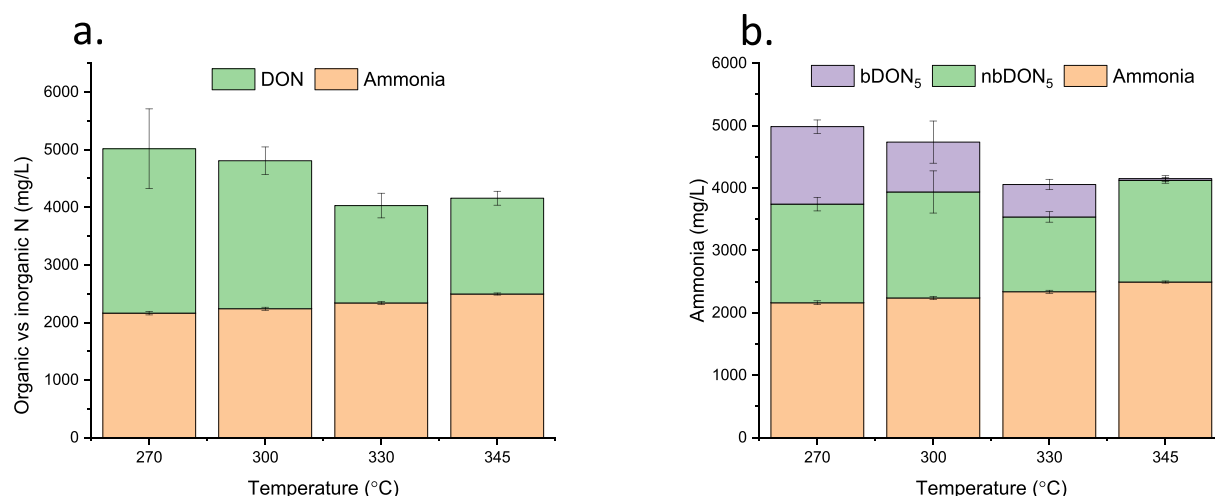 a.
DON Ammonia
Organic vs inorganic N (mg/L)
6000
5000
4000
3000
2000
1000
0
270 300 330 345
Temperature (°C)
b.
bDON₅ nbDON₅ Ammonia
Ammonia (mg/L)
6000
5000
4000
3000
2000
1000
0
270 300 330 345
Temperature (°C)